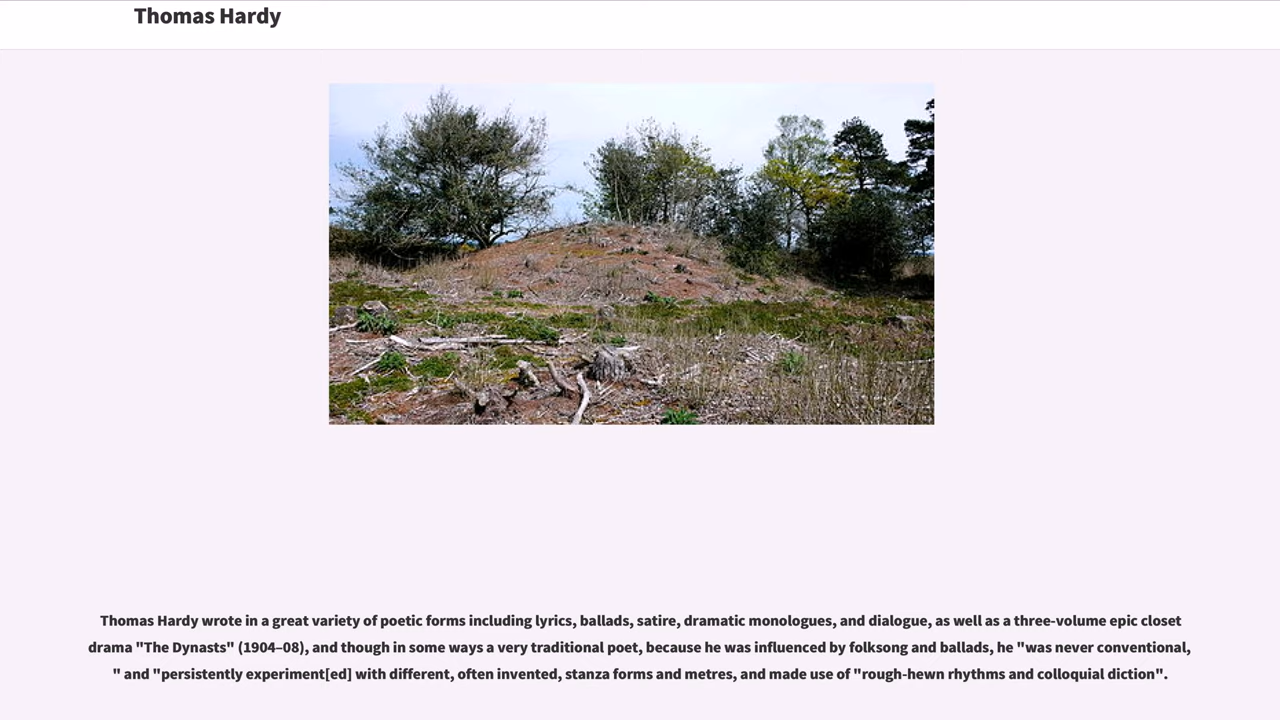 Thomas Hardy
Thomas Hardy wrote in a great variety of poetic forms including lyrics, ballads, satire, dramatic monologues, and dialogue, as well as a three-volume epic closet
drama "The Dynasts" (1904–08), and though in some ways a very traditional poet, because he was influenced by folksong and ballads, he "was never conventional,
" and "persistently experiment[ed] with different, often invented, stanza forms and metres, and made use of "rough-hewn rhythms and colloquial diction".